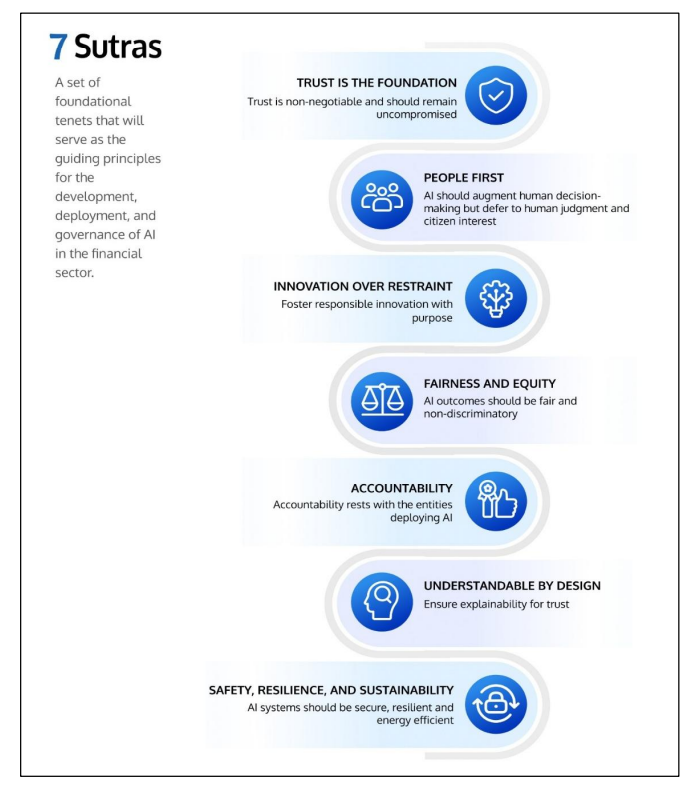 7 Sutras
A set of
foundational
tenets that will
serve as the
guiding principles
for the
development,
deployment, and
governance of AI
in the financial
sector.
TRUST IS THE FOUNDATION
Trust is non-negotiable and should remain
uncompromised
PEOPLE FIRST
AI should augment human decision-
making but defer to human judgment and
citizen interest
INNOVATION OVER RESTRAINT
Foster responsible innovation with
purpose
FAIRNESS AND EQUITY
AI outcomes should be fair and
non-discriminatory
ACCOUNTABILITY
Accountability rests with the entities
deploying AI
UNDERSTANDABLE BY DESIGN
Ensure explainability for trust
SAFETY, RESILIENCE, AND SUSTAINABILITY
AI systems should be secure, resilient and
energy efficient